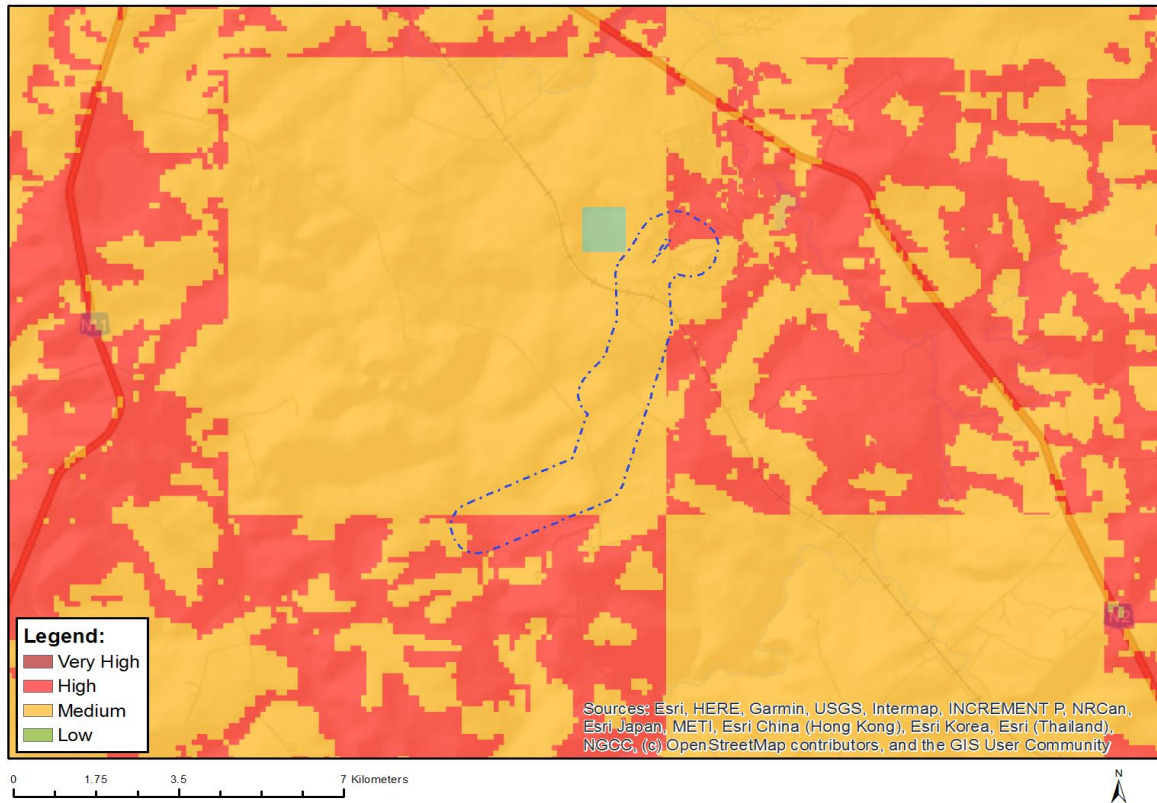 N11
N2
Legend:
Very High
High
Medium
Low
Sources: Esri, HERE, Garmin, USGS, Intermap, INCREMENT P, NRCan,
Esri Japan, METI, Esri China (Hong Kong), Esri Korea, Esri (Thailand),
NGCC, (c) OpenStreetMap contributors, and the GIS User Community
0 1.75 3.5 7 Kilometers
N